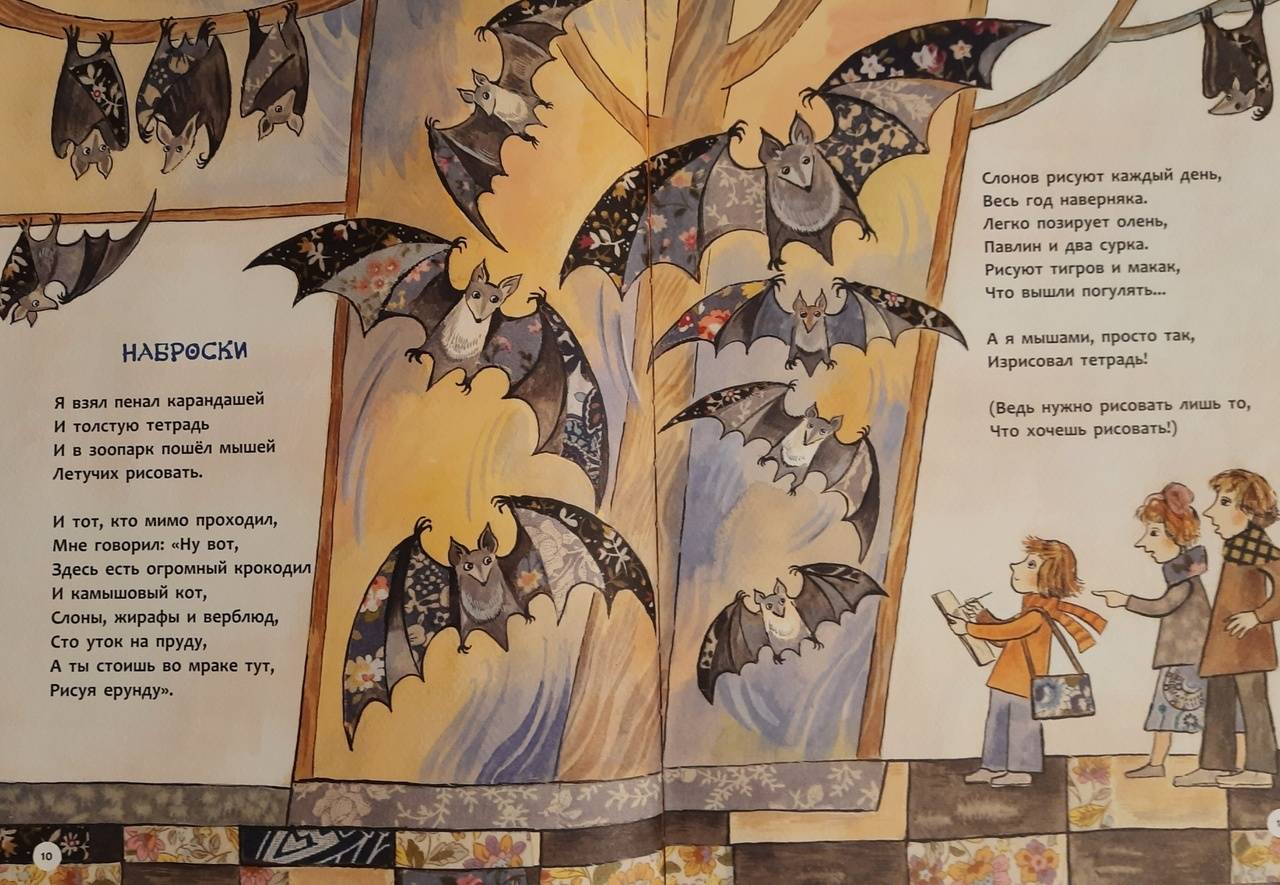 НАБРОСКИ
Я взял пенал карандашей
И толстую тетрадь
И в зоопарк пошёл мышей
Летучих рисовать.
И тот, кто мимо проходил,
Мне говорил: «Ну вот,
Здесь есть огромный крокодил
И камышовый кот,
Слоны, жирафы и верблюд,
Сто уток на пруду,
А ты стоишь во мраке тут,
Рисуя ерунду».
10
Слонов рисуют каждый день,
Весь год наверняка.
Легко позирует олень,
Павлин и два сурка.
Рисуют тигров и макак,
Что вышли погулять...
А я мышами, просто так,
Изрисовал тетрадь!
(Ведь нужно рисовать лишь то,
Что хочешь рисовать!)